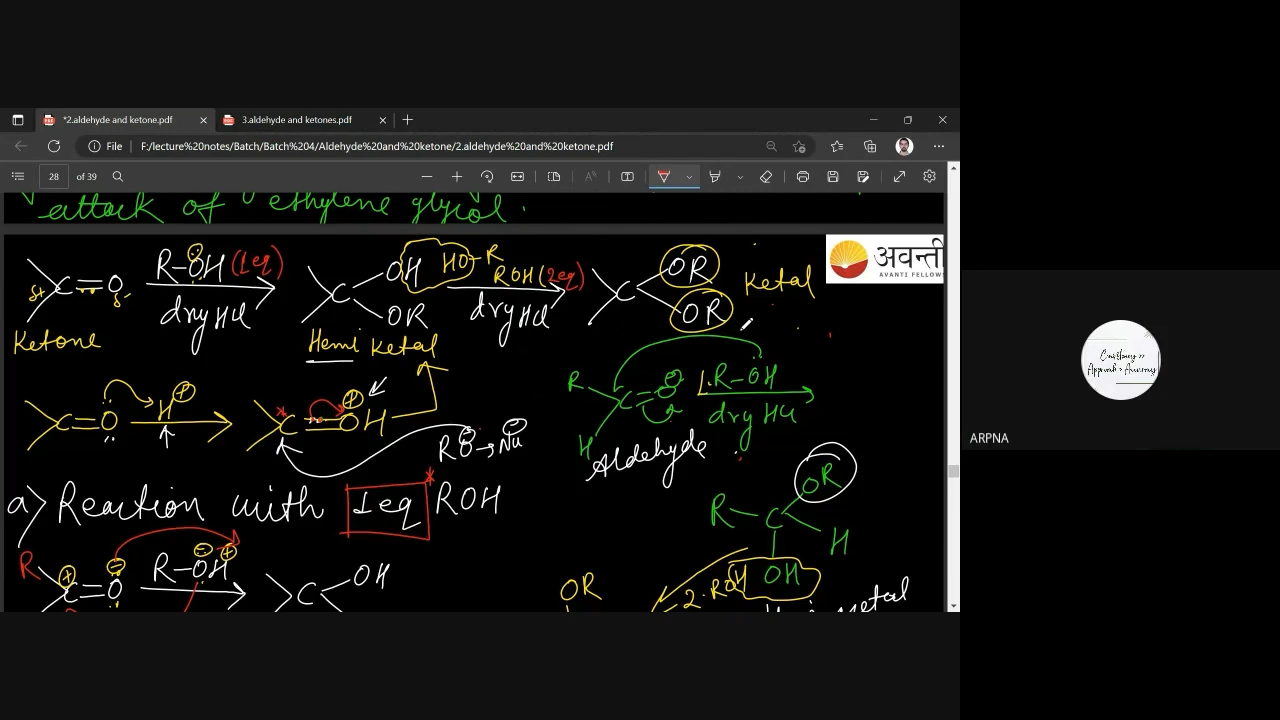 *2.aldehyde and ketone.pdf
3.aldehyde and ketones.pdf
File F:/lecture%20notes/Batch/Batch%204/Aldehyde%20and%20ketone/2.aldehyde%20and%20ketone.pdf
28 of 39
attack of ethylene glycol.
C=O R-OH (1eq) dry HCl
δ+ δ-
Ketone
C OH OR
Hemi Ketal
HO-R ROH (2eq) dry HCl
C OR OR Ketal
अवन्ती
AVANTI FELLOWS
C=O H⊕ C=OH
RO⊖→Nu⊖
R C=O H
1. R-OH
dry HCl
Aldehyde
R-C OR H OH
a) Reaction with 1eq* ROH
R C=O R-OH C OH
OR 2. ROH
ARPNA
Consistency >>